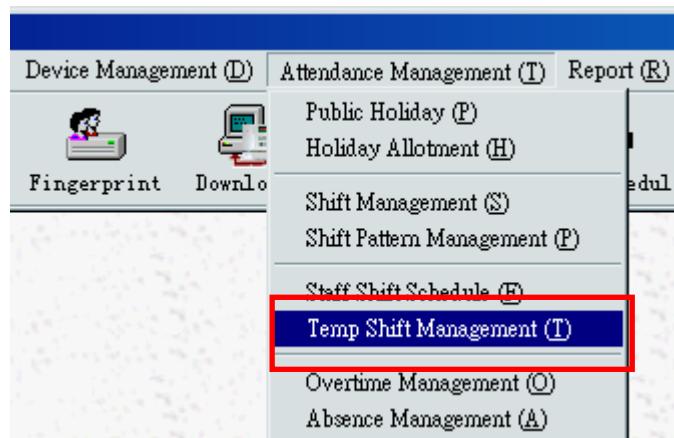 Device Management (D) Attendance Management (T) Report (R)
Public Holiday (P)
Holiday Allotment (H)
Fingerprint
Shift Management (S)
Shift Pattern Management (P)
Staff Shift Schedule
Temp Shift Management (T)
Overtime Management (O)
Absence Management (A)